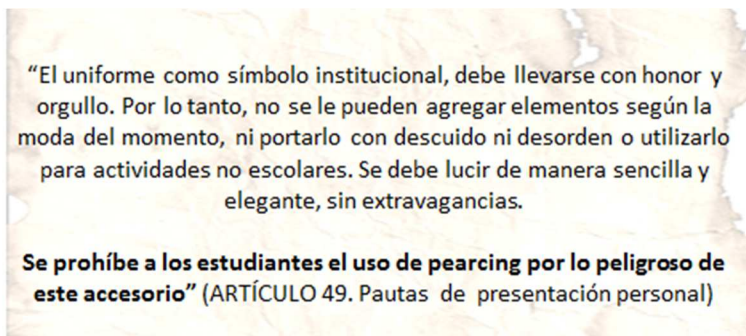 “El uniforme como símbolo institucional, debe llevarse con honor y
orgullo. Por lo tanto, no se le pueden agregar elementos según la
moda del momento, ni portarlo con descuido ni desorden o utilizarlo
para actividades no escolares. Se debe lucir de manera sencilla y
elegante, sin extravagancias.
Se prohíbe a los estudiantes el uso de pearcing por lo peligroso de
este accesorio” (ARTÍCULO 49. Pautas de presentación personal)